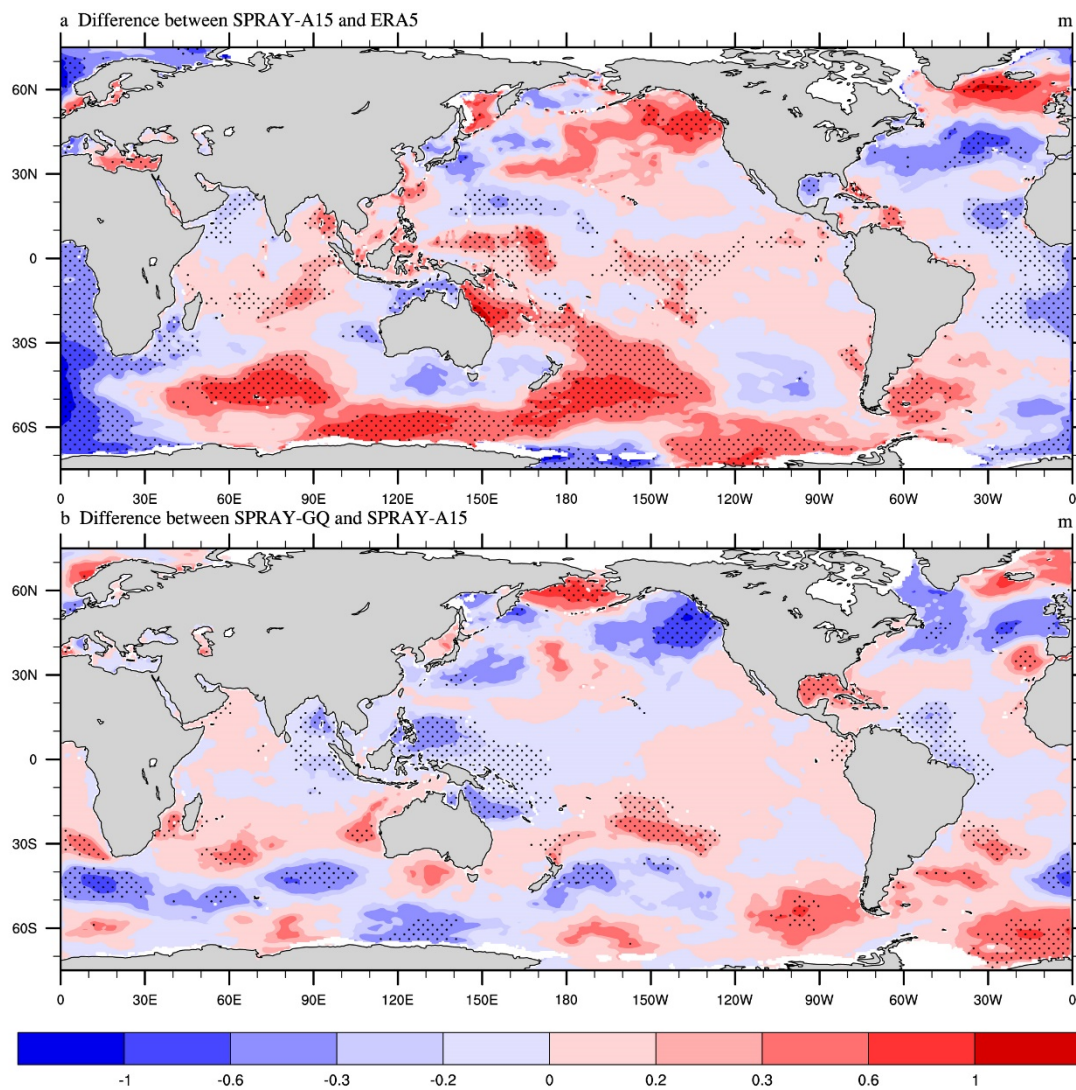 a Difference between SPRAY-A15 and ERA5 m
60N
30N
0
30S
60S
0 30E 60E 90E 120E 150E 180 150W 120W 90W 60W 30W 0
b Difference between SPRAY-GQ and SPRAY-A15 m
60N
30N
0
30S
60S
0 30E 60E 90E 120E 150E 180 150W 120W 90W 60W 30W 0
-1 -0.6 -0.3 -0.2 0 0.2 0.3 0.6 1